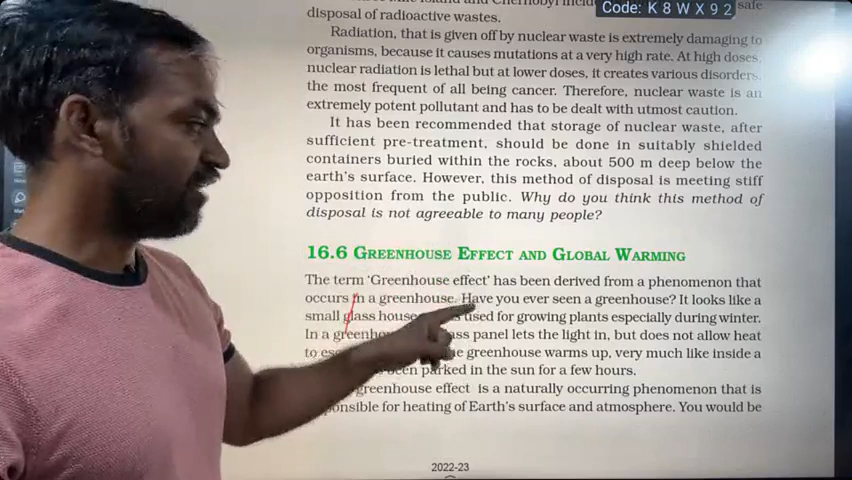 Code: K8WX92
safe
disposal of radioactive wastes.
Radiation, that is given off by nuclear waste is extremely damaging to
organisms, because it causes mutations at a very high rate. At high doses,
nuclear radiation is lethal but at lower doses, it creates various disorders,
the most frequent of all being cancer. Therefore, nuclear waste is an
extremely potent pollutant and has to be dealt with utmost caution.
It has been recommended that storage of nuclear waste, after
sufficient pre-treatment, should be done in suitably shielded
containers buried within the rocks, about 500 m deep below the
earth's surface. However, this method of disposal is meeting stiff
opposition from the public. Why do you think this method of
disposal is not agreeable to many people?
16.6 GREENHOUSE EFFECT AND GLOBAL WARMING
The term 'Greenhouse effect' has been derived from a phenomenon that
occurs in a greenhouse. Have you ever seen a greenhouse? It looks like a
small glass house used for growing plants especially during winter.
In a panel lets the light in, but does not allow heat
to greenhouse warms up, very much like inside a
been parked in the sun for a few hours.
greenhouse effect is a naturally occurring phenomenon that is
for heating of Earth's surface and atmosphere. You would be
2022-23